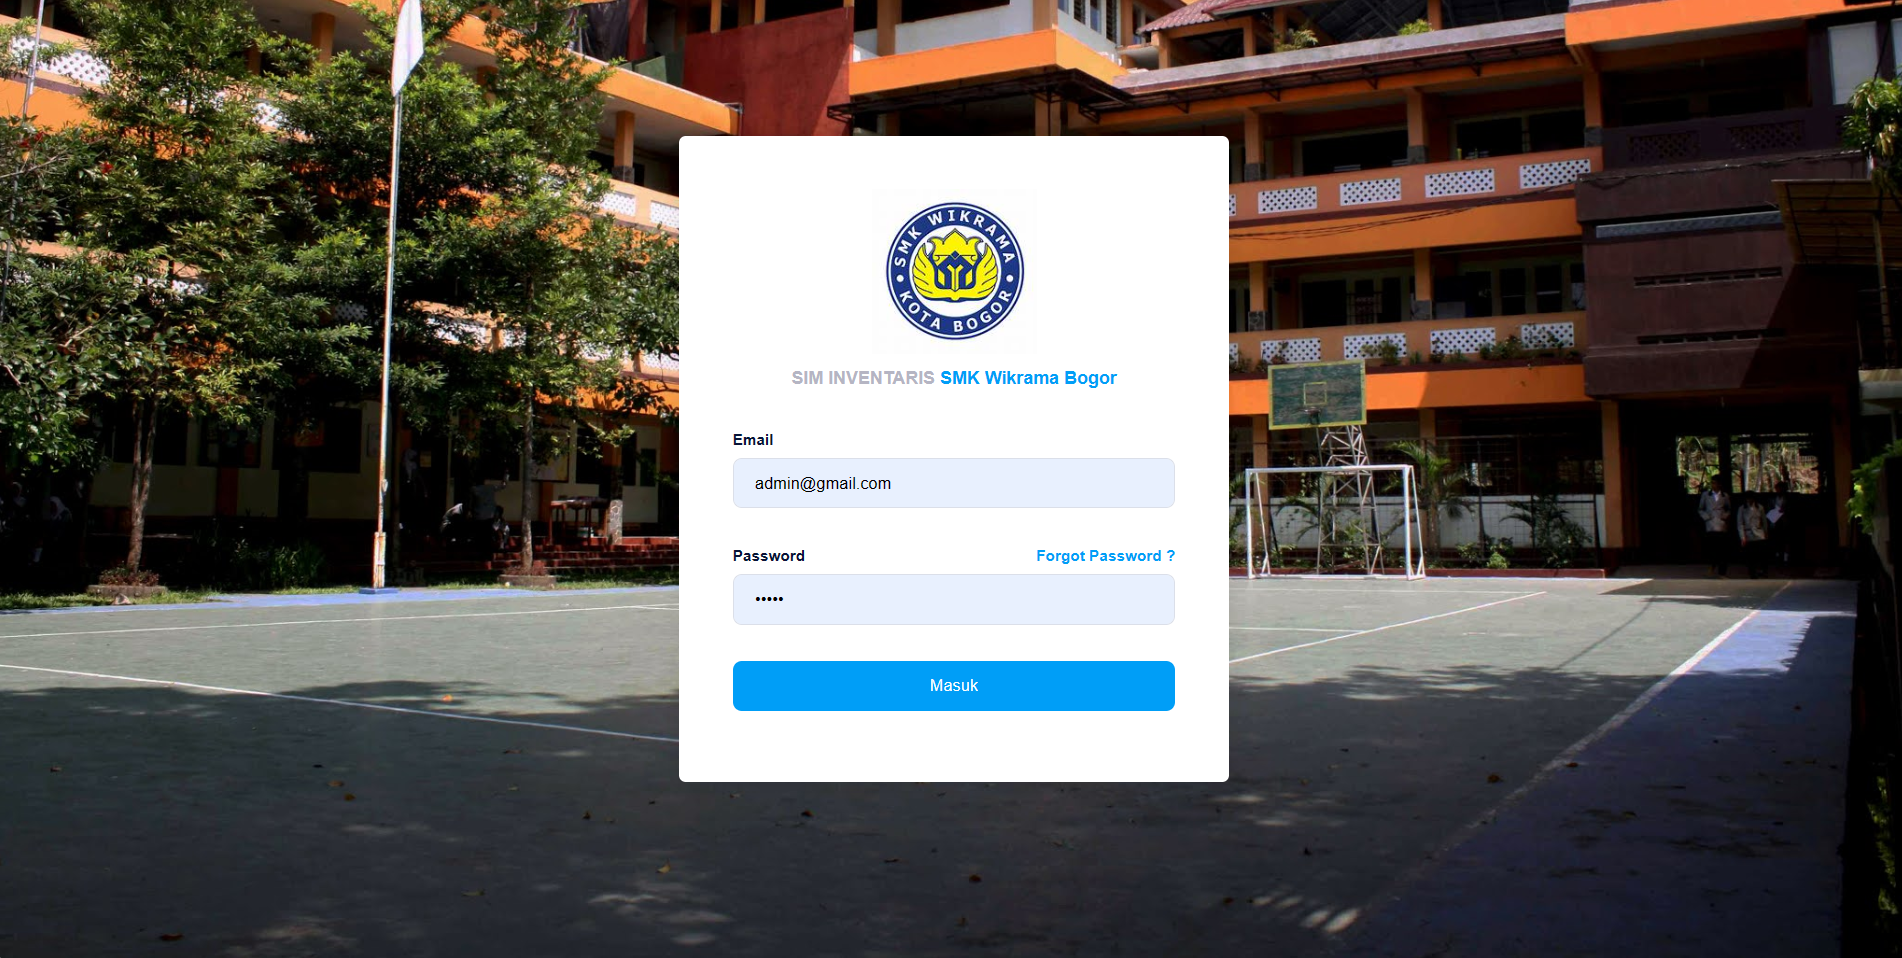 SMK WIKRAMA
KOTA BOGOR
SIM INVENTARIS SMK Wikrama Bogor
Email
admin@gmail.com
Password
Forgot Password ?
•••••
Masuk